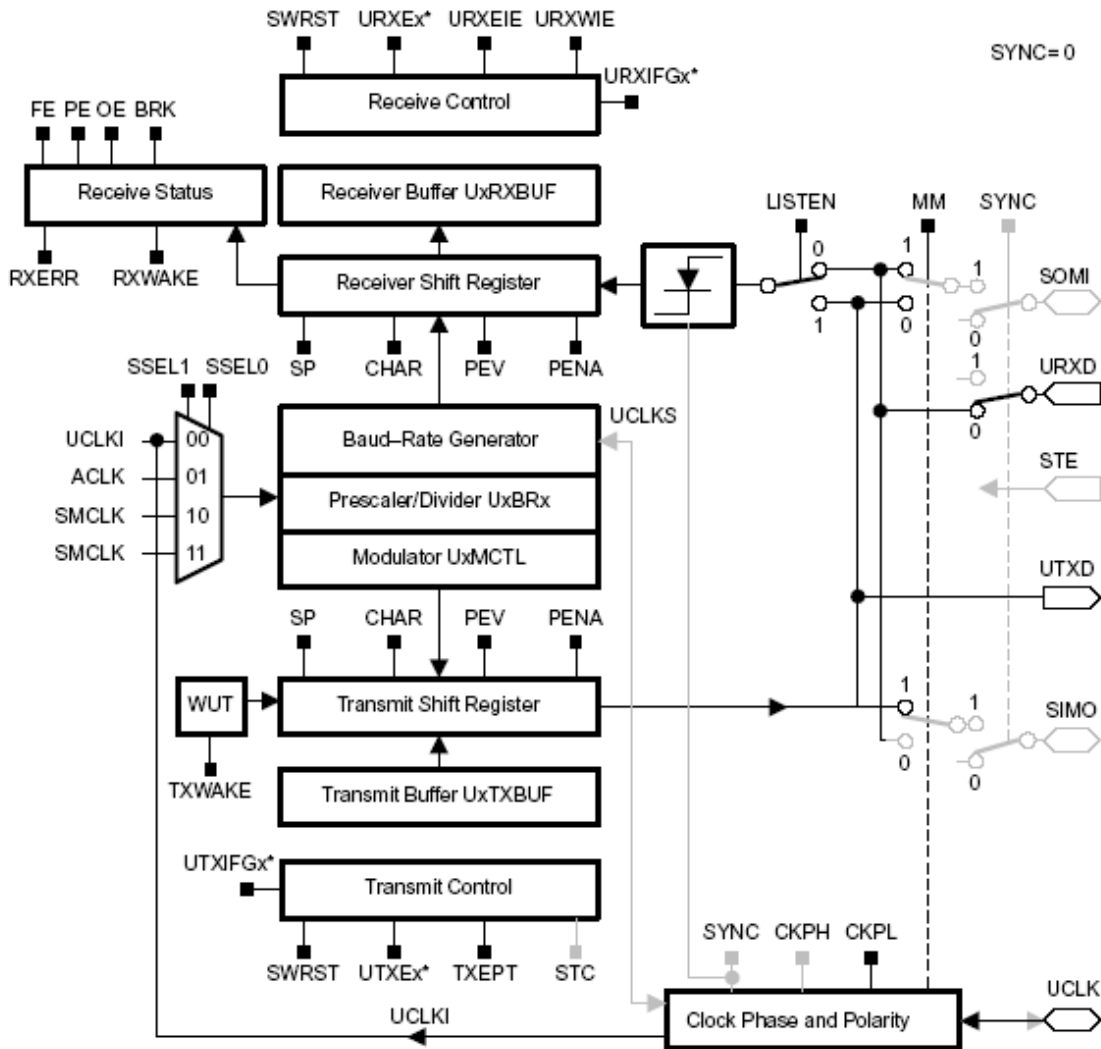 SWRST URXEx* URXEIE URXWIE
SYNC= 0
URXIFGx*
Receive Control
FE PE OE BRK
Receive Status
Receiver Buffer UxRXBUF
LISTEN MM SYNC
0 1
RXERR RXWAKE
Receiver Shift Register
1 SOMI
1 0 0
SP CHAR PEV PENA
1 URXD
SSEL1 SSEL0
UCLKS
0
UCLKI 00
Baud–Rate Generator
ACLK 01
STE
SMCLK 10
Prescaler/Divider UxBRx
SMCLK 11
Modulator UxMCTL
UTXD
SP CHAR PEV PENA
WUT
Transmit Shift Register
1 1 SIMO
0 0
TXWAKE
Transmit Buffer UxTXBUF
UTXIFGx*
Transmit Control
SYNC CKPH CKPL
SWRST UTXEx* TXEPT STC
UCLK
UCLKI
Clock Phase and Polarity